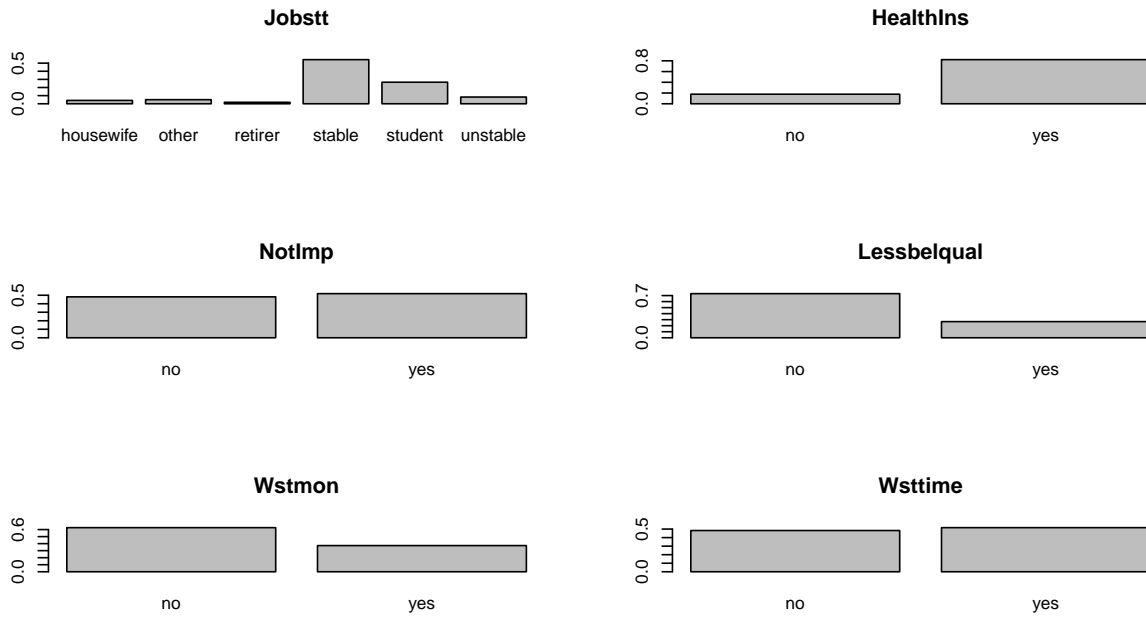 Jobstt
0.0 0.5
housewife other retirer stable student unstable
HealthIns
0.0 0.8
no yes
NotImp
0.0 0.5
no yes
Lessbelqual
0.0 0.7
no yes
Wstmon
0.0 0.6
no yes
Wsttime
0.0 0.5
no yes